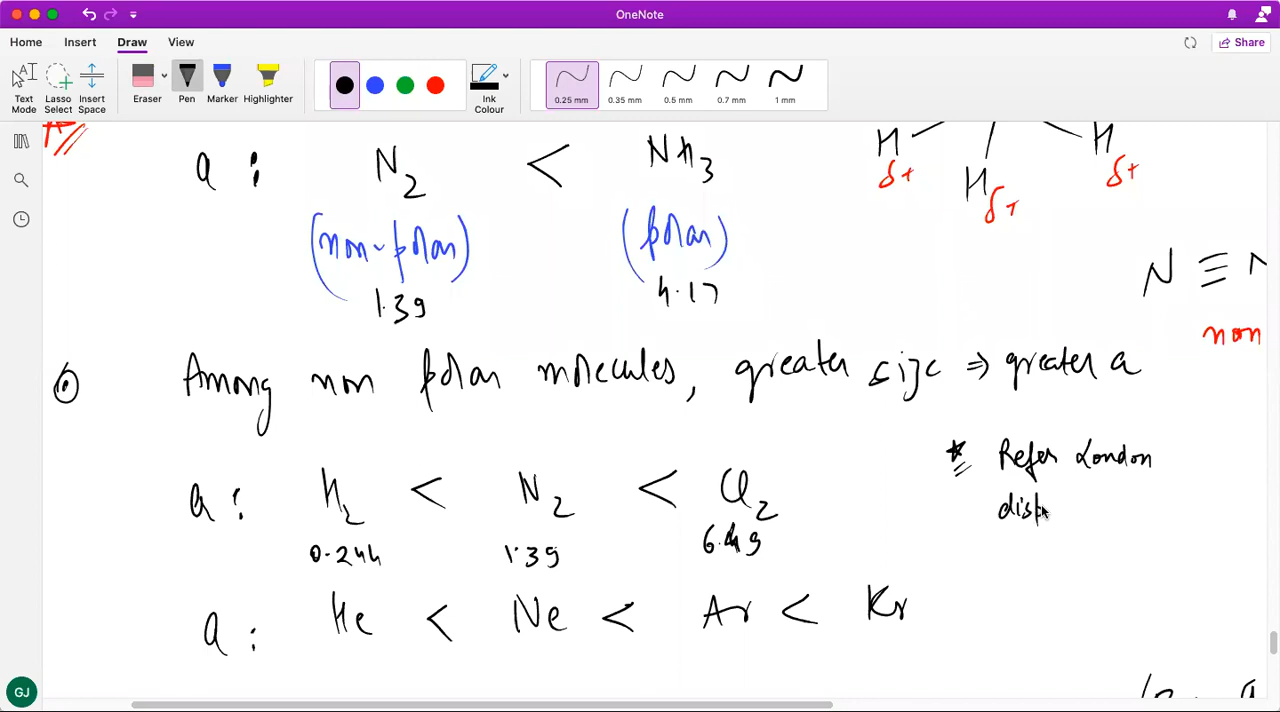 OneNote
Home Insert Draw View Share
Text Mode Lasso Select Insert Space Eraser Pen Marker Highlighter Ink Colour 0.25 mm 0.35 mm 0.5 mm 0.7 mm 1 mm
a : N2 < NH3
(non-polar) (polar)
1.39 4.17
H δ+ H δ+ H δ+
N ≡ N
non
Among non polar molecules, greater size ⇒ greater a
* Refer London
disp
a : H2 < N2 < Cl2
0.244 1.39 6.49
a : He < Ne < Ar < Kr
GJ